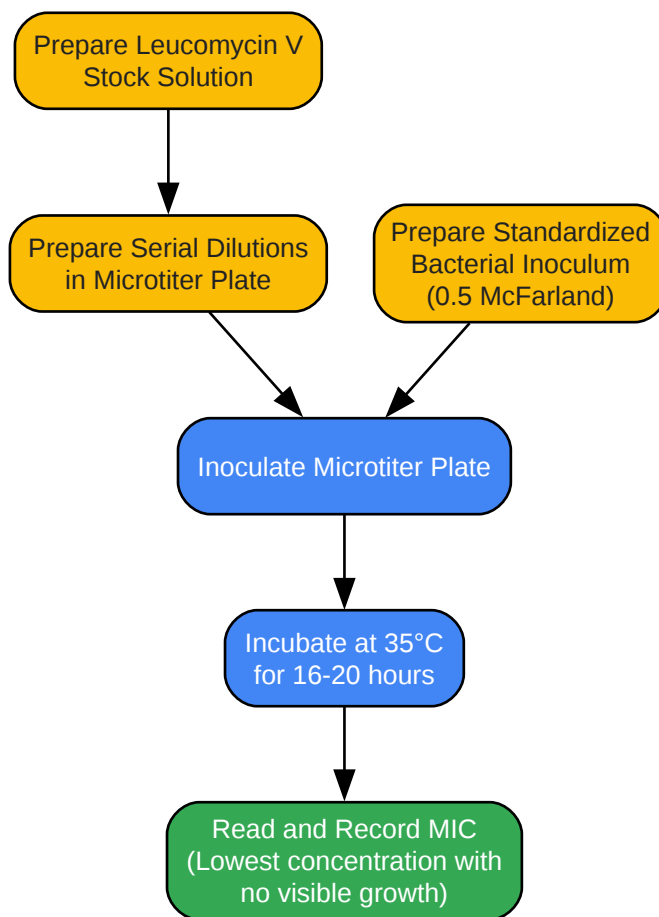 Prepare Leucomycin V
Stock Solution
Prepare Serial Dilutions
in Microtiter Plate
Prepare Standardized
Bacterial Inoculum
(0.5 McFarland)
Inoculate Microtiter Plate
Incubate at 35°C
for 16-20 hours
Read and Record MIC
(Lowest concentration with
no visible growth)